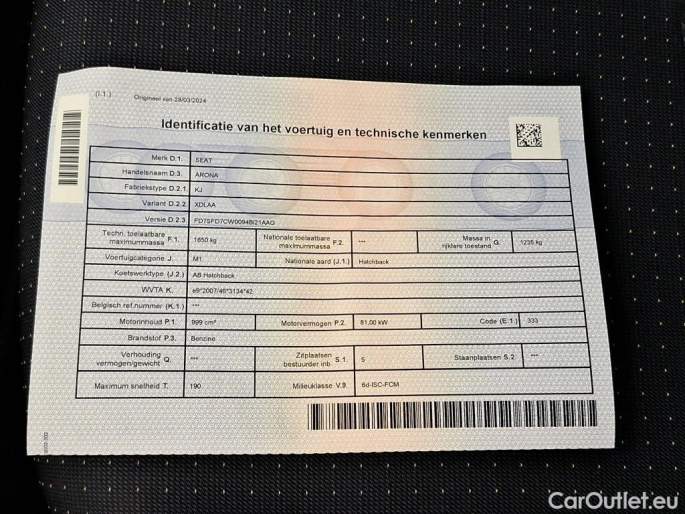 (I.1.)
Origineel van 28/03/2024
Identificatie van het voertuig en technische kenmerken
Merk D.1. SEAT
Handelsnaam D.3. ARONA
Fabriekstype D.2.1. KJ
Variant D.2.2. XDLAA
Versie D.2.3.
Techn. toelaatbare maximummassa F.1. 1650 kg Nationale toelaatbare maximummassa F.2. *** Massa in rijklare toestand G. 1235 kg
Voertuigcategorie J. M1 Nationale aard (J.1.) Hatchback
Koetswerktype (J.2.) AB Hatchback
WVTA K. e9*2007/46*3134*42
Belgisch ref.nummer (K.1.) ***
Motorinhoud P.1. 999 cm³ Motorvermogen P.2. 81,00 kW Code (E.1.) 333
Brandstof P.3. Benzine
Verhouding vermogen/gewicht Q. *** Zitplaatsen bestuurder inb. S.1. 5 Staanplaatsen S.2. ***
Maximum snelheid T. 190 Milieuklasse V.9. 6d-ISC-FCM
CarOutlet.eu